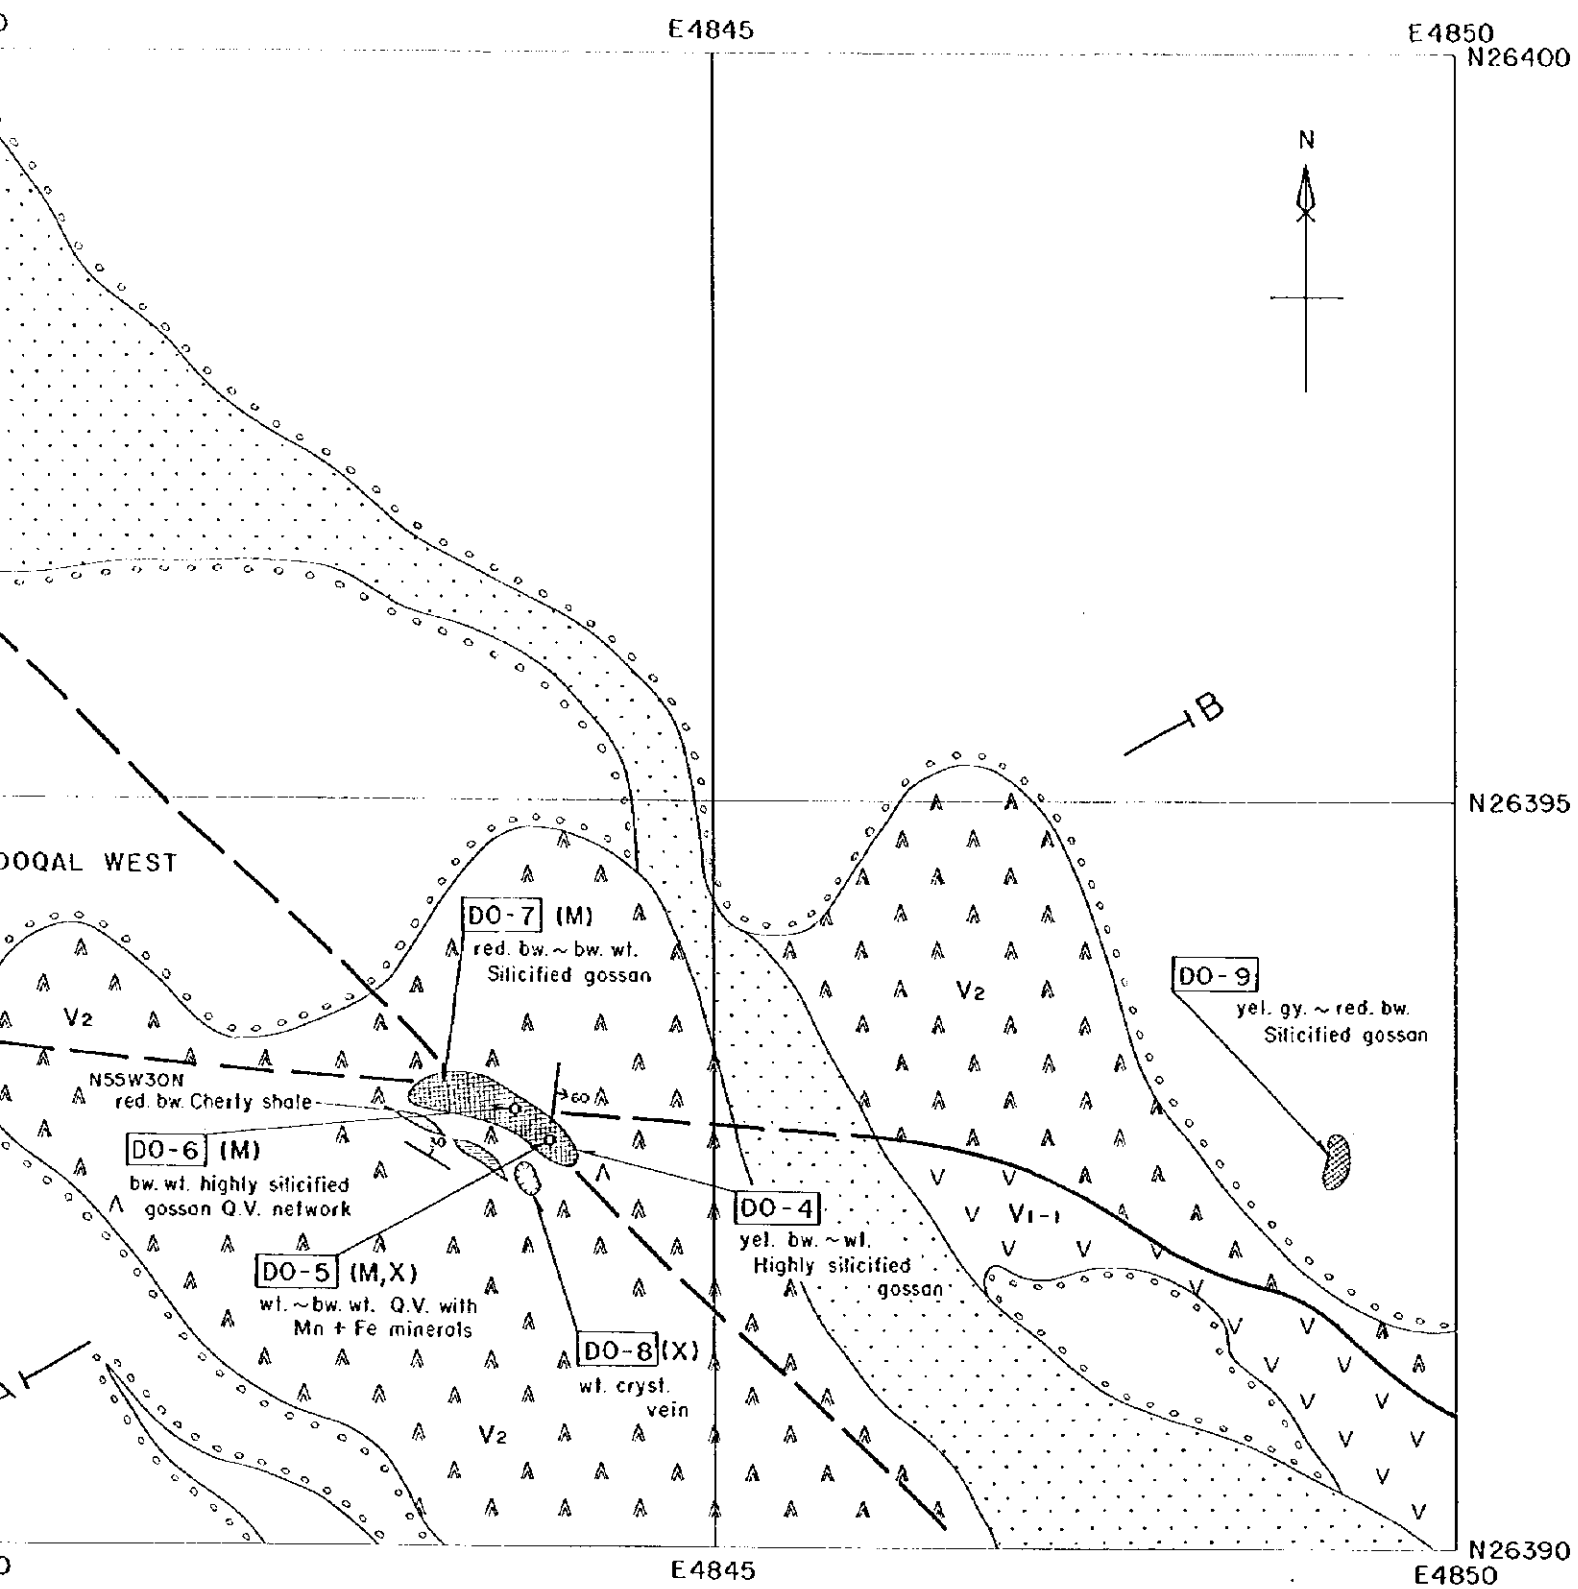 0
E4845
E4850
N26400
N
B
N26395
DOQAL WEST
DO-7 (M)
red. bw.~bw. wt.
Silicified gossan
DO-9
yel. gy. ~ red. bw.
Silicified gossan
V2
V2
N55W30N
red. bw. Cherty shale
60
30
DO-6 (M)
bw. wt. highly silicified
gossan Q.V. network
DO-4
yel. bw. ~wt.
Highly silicified
gossan
V1-1
DO-5 (M,X)
wt. ~bw. wt. Q.V. with
Mn + Fe minerals
DO-8 (X)
wt. cryst.
vein
V2
N26390
0
E4845
E4850